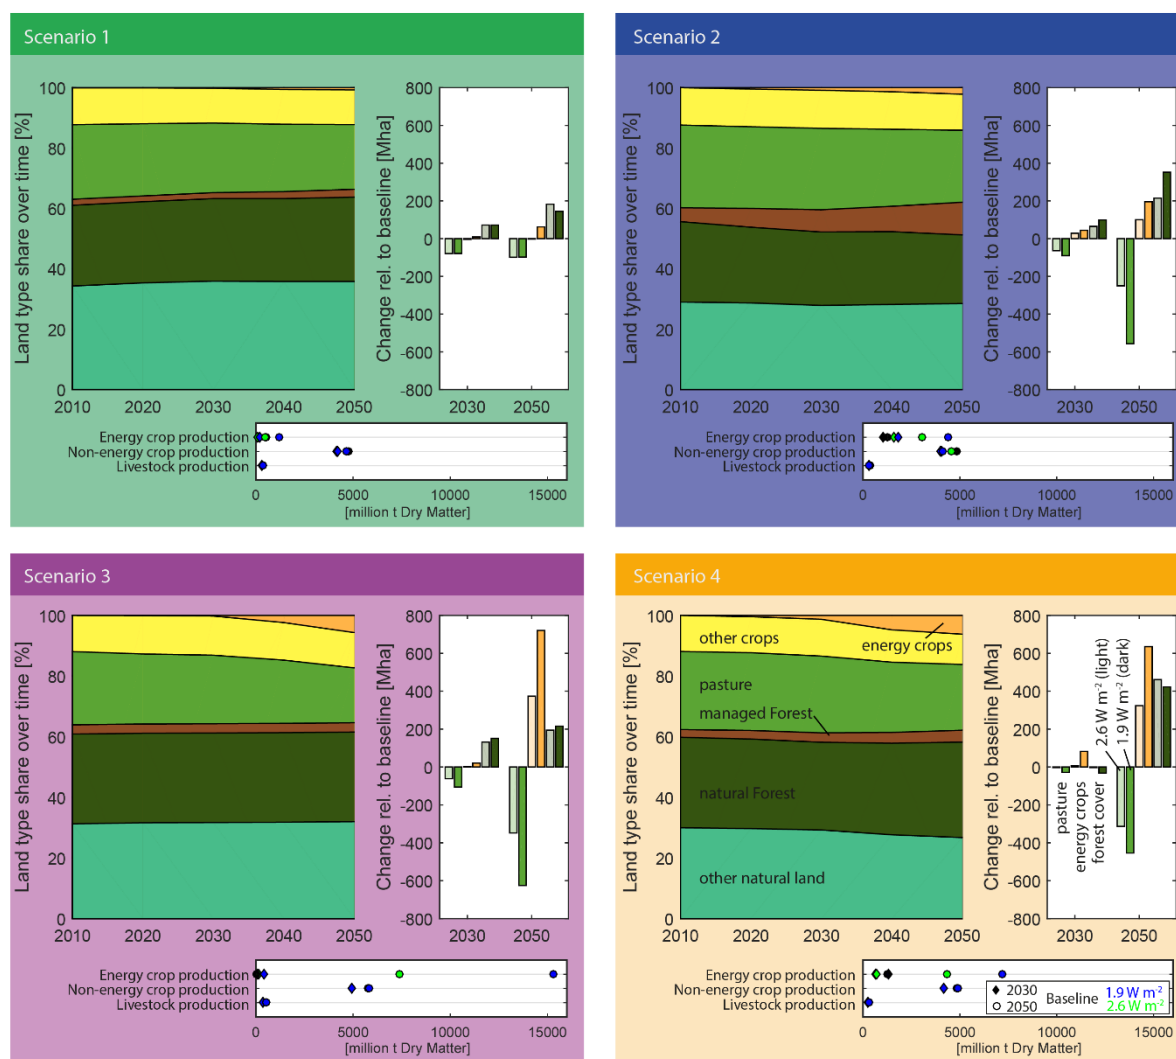 Scenario 1
Land type share over time [%]
100
80
60
40
20
0
2010 2020 2030 2040 2050
Change rel. to baseline [Mha]
800
600
400
200
0
-200
-400
-600
-800
2030 2050
Energy crop production
Non-energy crop production
Livestock production
0 5000 10000 15000
[million t Dry Matter]
Scenario 2
Land type share over time [%]
100
80
60
40
20
0
2010 2020 2030 2040 2050
Change rel. to baseline [Mha]
800
600
400
200
0
-200
-400
-600
-800
2030 2050
Energy crop production
Non-energy crop production
Livestock production
0 5000 10000 15000
[million t Dry Matter]
Scenario 3
Land type share over time [%]
100
80
60
40
20
0
2010 2020 2030 2040 2050
Change rel. to baseline [Mha]
800
600
400
200
0
-200
-400
-600
-800
2030 2050
Energy crop production
Non-energy crop production
Livestock production
0 5000 10000 15000
[million t Dry Matter]
Scenario 4
Land type share over time [%]
100
80
60
40
20
0
other crops
energy crops
pasture
managed Forest
natural Forest
other natural land
2010 2020 2030 2040 2050
Change rel. to baseline [Mha]
800
600
400
200
0
-200
-400
-600
-800
2.6 W m⁻² (light)
1.9 W m⁻² (dark)
pasture
energy crops
forest cover
2030 2050
Energy crop production
Non-energy crop production
Livestock production
2030
2050
Baseline
1.9 W m⁻²
2.6 W m⁻²
0 5000 10000 15000
[million t Dry Matter]